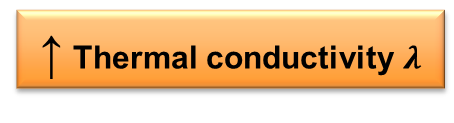 ↑ Thermal conductivity λ